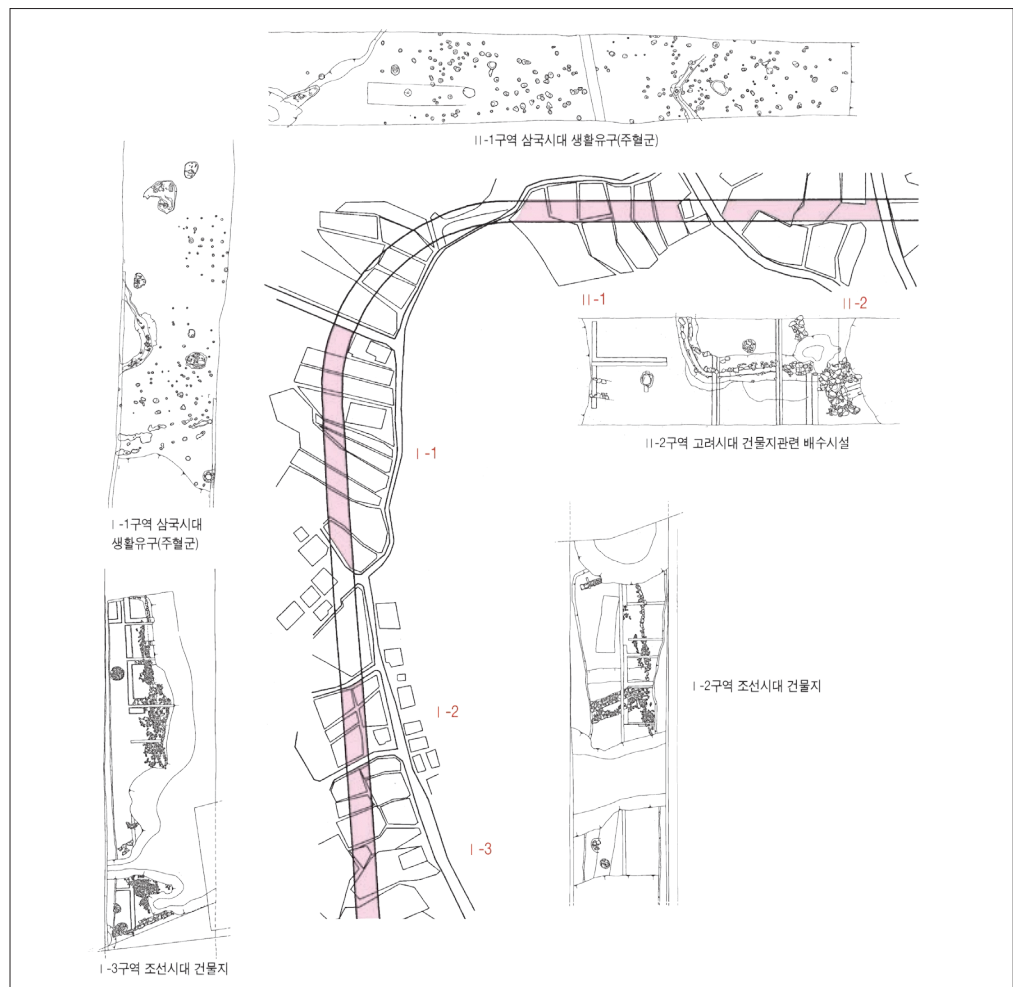 II-1구역 삼국시대 생활유구(주혈군)
II-1
II-2
II-2구역 고려시대 건물지관련 배수시설
I-1
I-1구역 삼국시대
생활유구(주혈군)
I-2구역 조선시대 건물지
I-2
I-3
I-3구역 조선시대 건물지